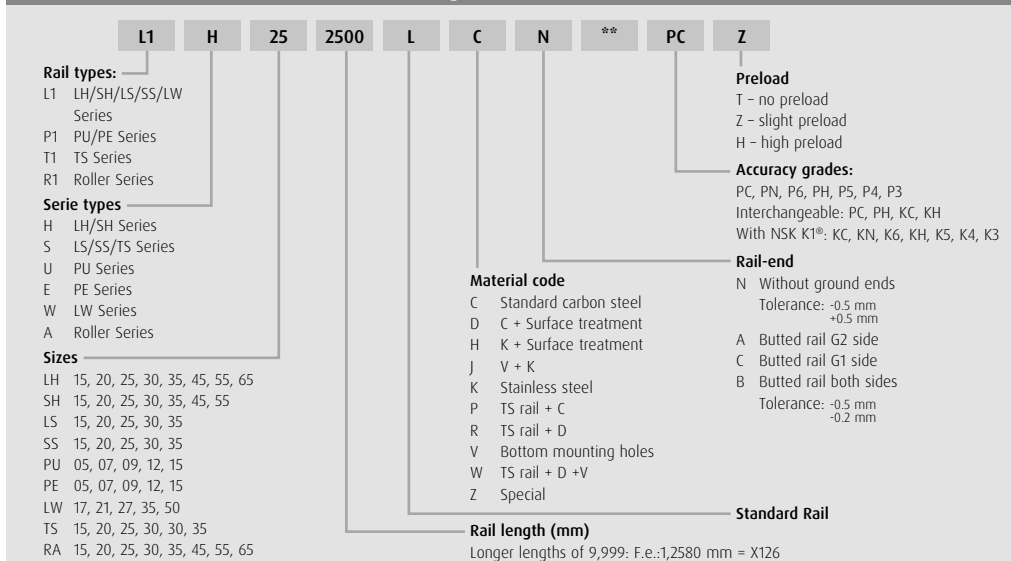 L1 H 25 2500 L C N ** PC Z
Rail types:
L1 LH/SH/LS/SS/LW
Series
P1 PU/PE Series
T1 TS Series
R1 Roller Series
Serie types
H LH/SH Series
S LS/SS/TS Series
U PU Series
E PE Series
W LW Series
A Roller Series
Sizes
LH 15, 20, 25, 30, 35, 45, 55, 65
SH 15, 20, 25, 30, 35, 45, 55
LS 15, 20, 25, 30, 35
SS 15, 20, 25, 30, 35
PU 05, 07, 09, 12, 15
PE 05, 07, 09, 12, 15
LW 17, 21, 27, 35, 50
TS 15, 20, 25, 30, 30, 35
RA 15, 20, 25, 30, 35, 45, 55, 65
Material code
C Standard carbon steel
D C + Surface treatment
H K + Surface treatment
J V + K
K Stainless steel
P TS rail + C
R TS rail + D
V Bottom mounting holes
W TS rail + D +V
Z Special
Rail length (mm)
Longer lengths of 9,999: F.e.:1,2580 mm = X126
Preload
T – no preload
Z – slight preload
H – high preload
Accuracy grades:
PC, PN, P6, PH, P5, P4, P3
Interchangeable: PC, PH, KC, KH
With NSK K1®: KC, KN, K6, KH, K5, K4, K3
Rail-end
N Without ground ends
Tolerance: -0.5 mm
+0.5 mm
A Butted rail G2 side
C Butted rail G1 side
B Butted rail both sides
Tolerance: -0.5 mm
-0.2 mm
Standard Rail